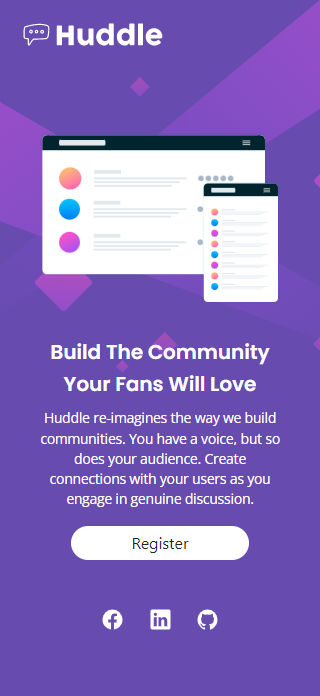 Huddle
Build The Community
Your Fans Will Love
Huddle re-imagines the way we build
communities. You have a voice, but so
does your audience. Create
connections with your users as you
engage in genuine discussion.
Register